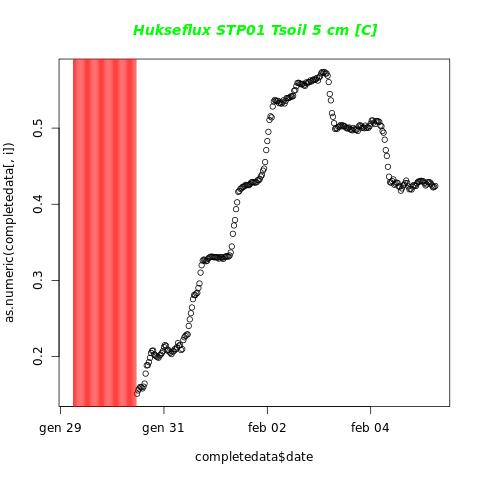 Hukseflux STP01 Tsoil 5 cm [C]
as.numeric(completedata[, i])
0.5
0.4
0.3
0.2
gen 29 gen 31 feb 02 feb 04
completedata$date